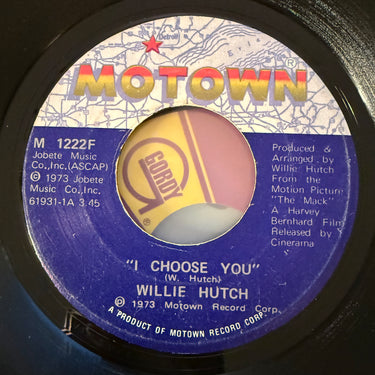 Detroit
Erie
MOTOWN®
M 1222F
Jobete Music
Co.,Inc.(ASCAP)
℗ 1973 Jobete
Music Co.,Inc.
61931-1A 3.45
GORDY
Produced &
Arranged by
Willie Hutch
From the
Motion Picture
"The Mack"
A Harvey
Bernhard Film
Released by
Cinerama
"I CHOOSE YOU"
(W. Hutch)
WILLIE HUTCH
℗ 1973 Motown Record Corp.
A PRODUCT OF MOTOWN RECORD CORP.